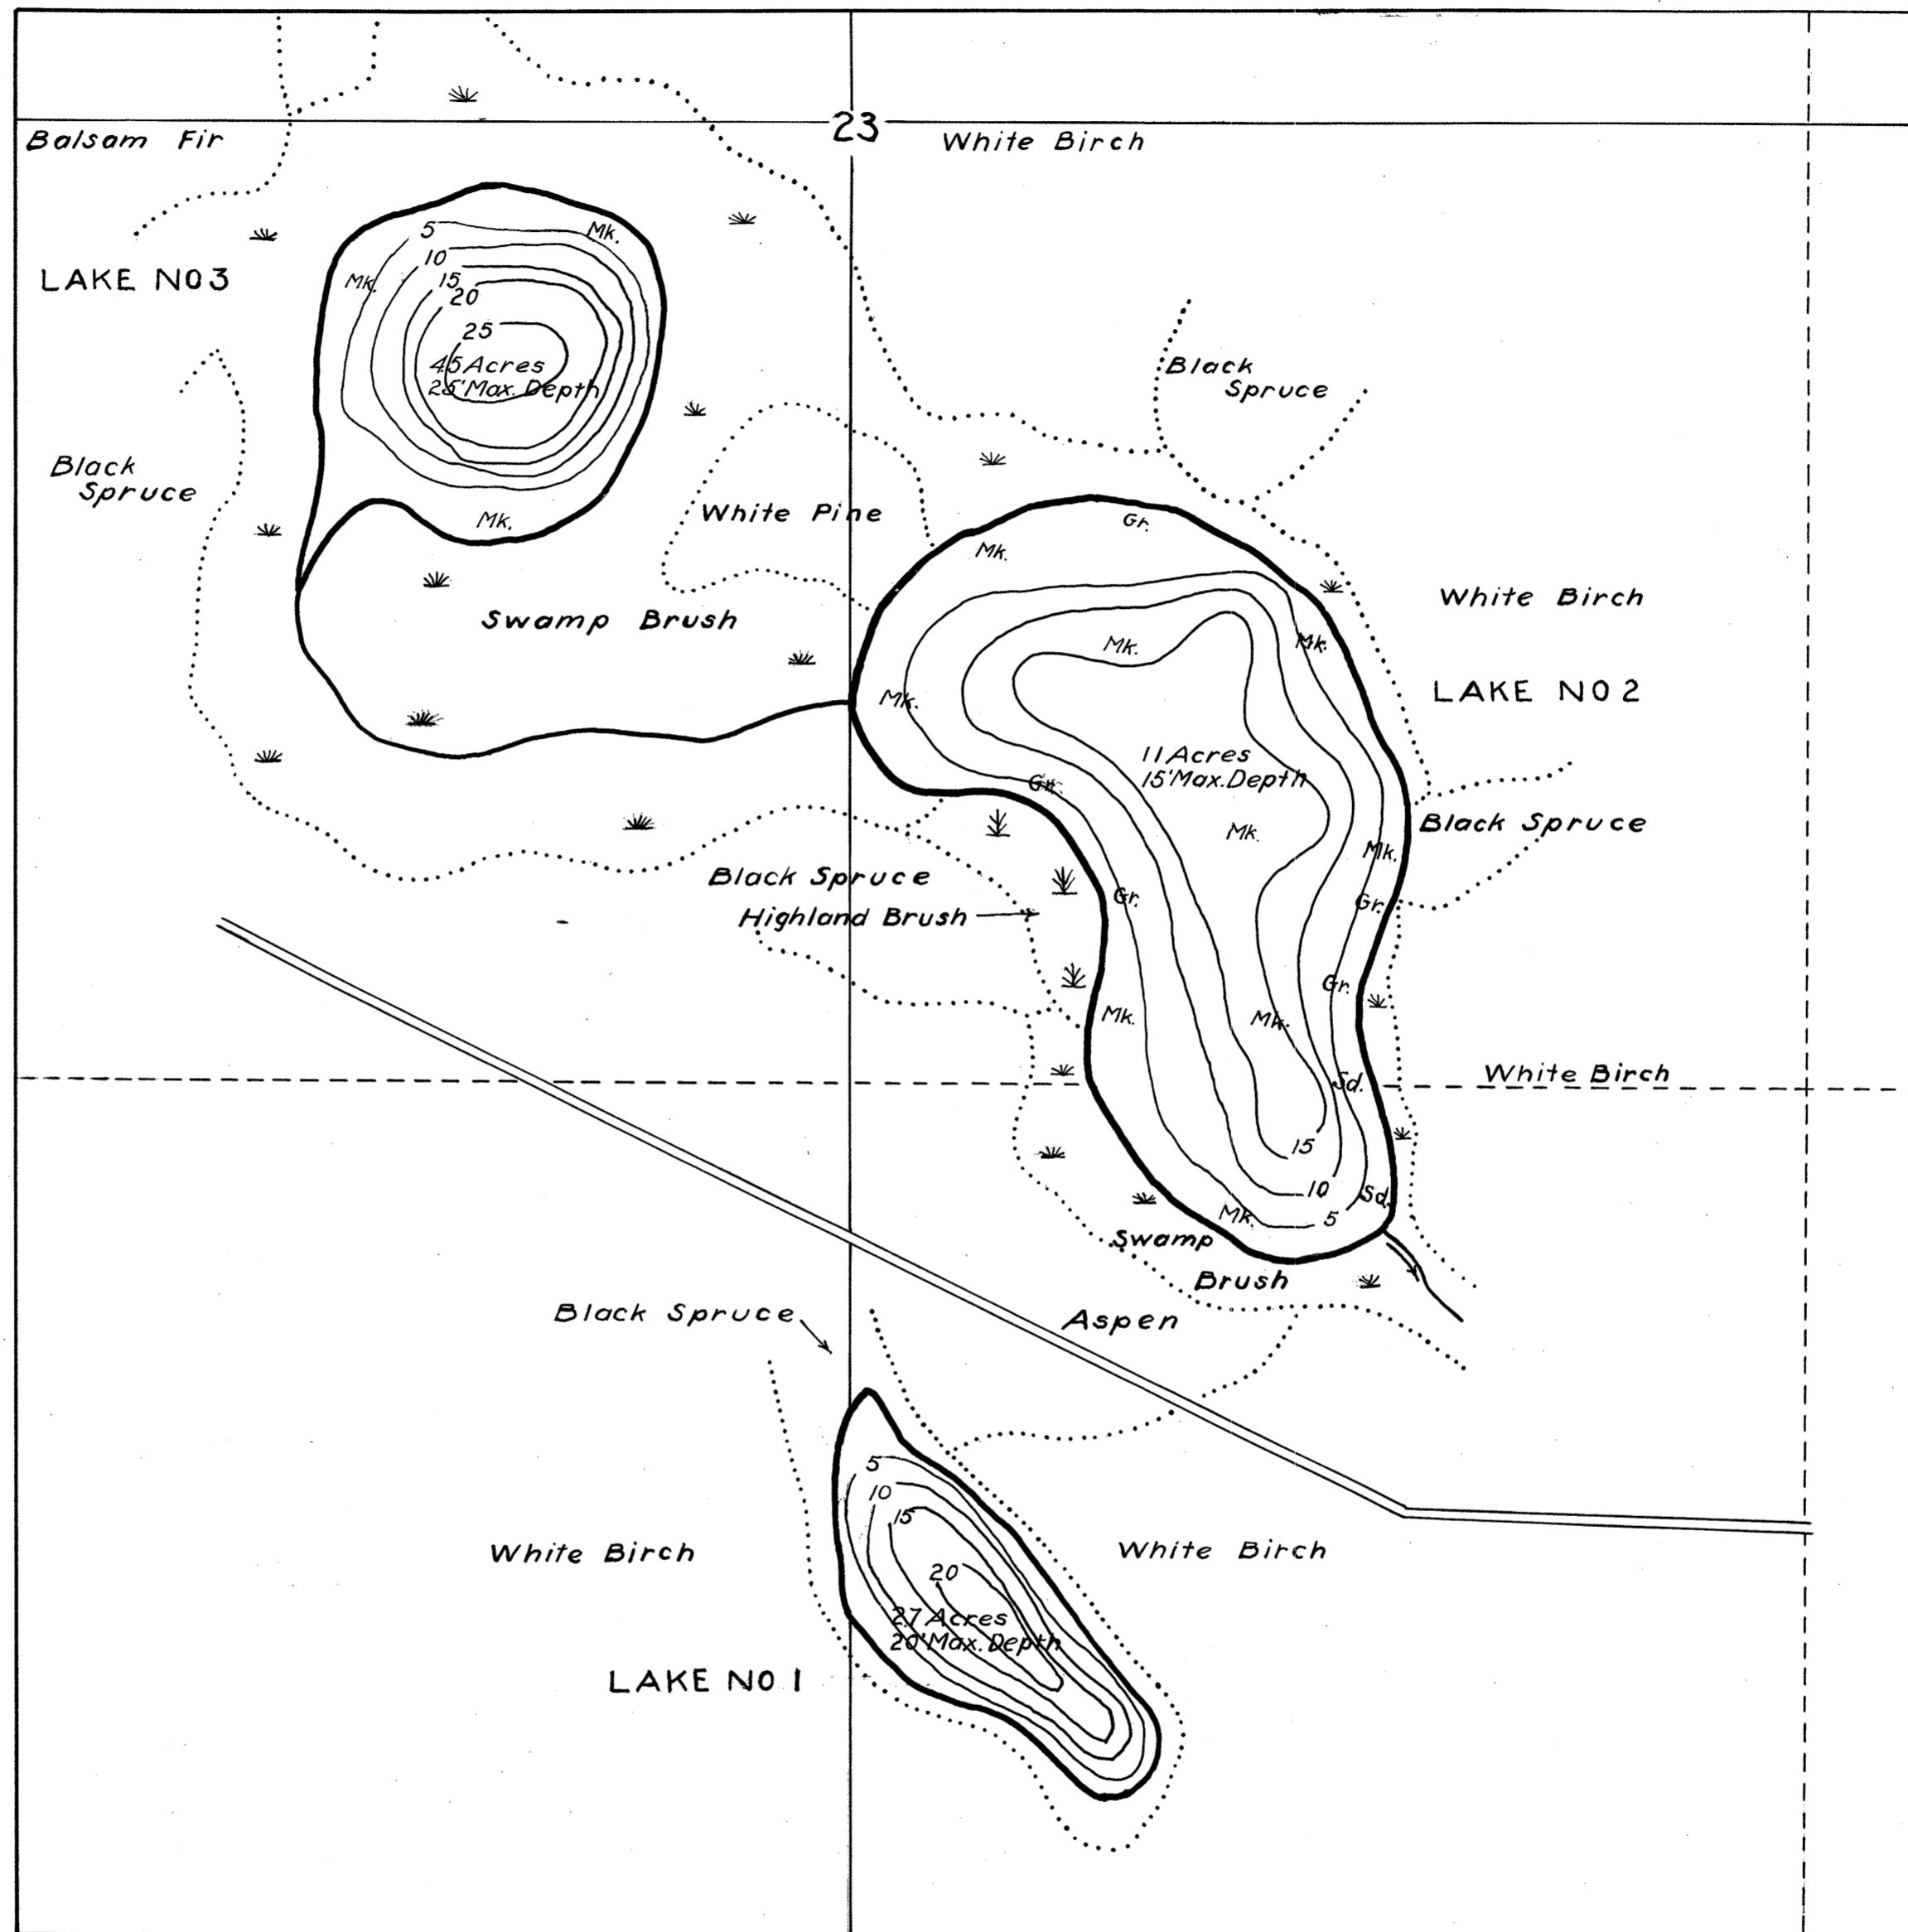 23
Balsam Fir
White Birch
LAKE NO 3
5
Mk.
10
Mk.
15
20
25
45 Acres
25' Max. Depth
Mk.
Black
Spruce
Black
Spruce
White Pine
Swamp Brush
Gr.
Mk.
Mk.
Mk.
Mk.
White Birch
LAKE NO 2
11 Acres
15' Max. Depth
Gr.
Mk.
Mk.
Black Spruce
Black Spruce
Highland Brush
Gr.
Gr.
Gr.
Mk.
Mk.
Sd.
White Birch
15
10
Sd.
5
Mk.
Swamp
Brush
Aspen
Black Spruce
5
10
15
20
27 Acres
20' Max. Depth
White Birch
White Birch
LAKE NO 1